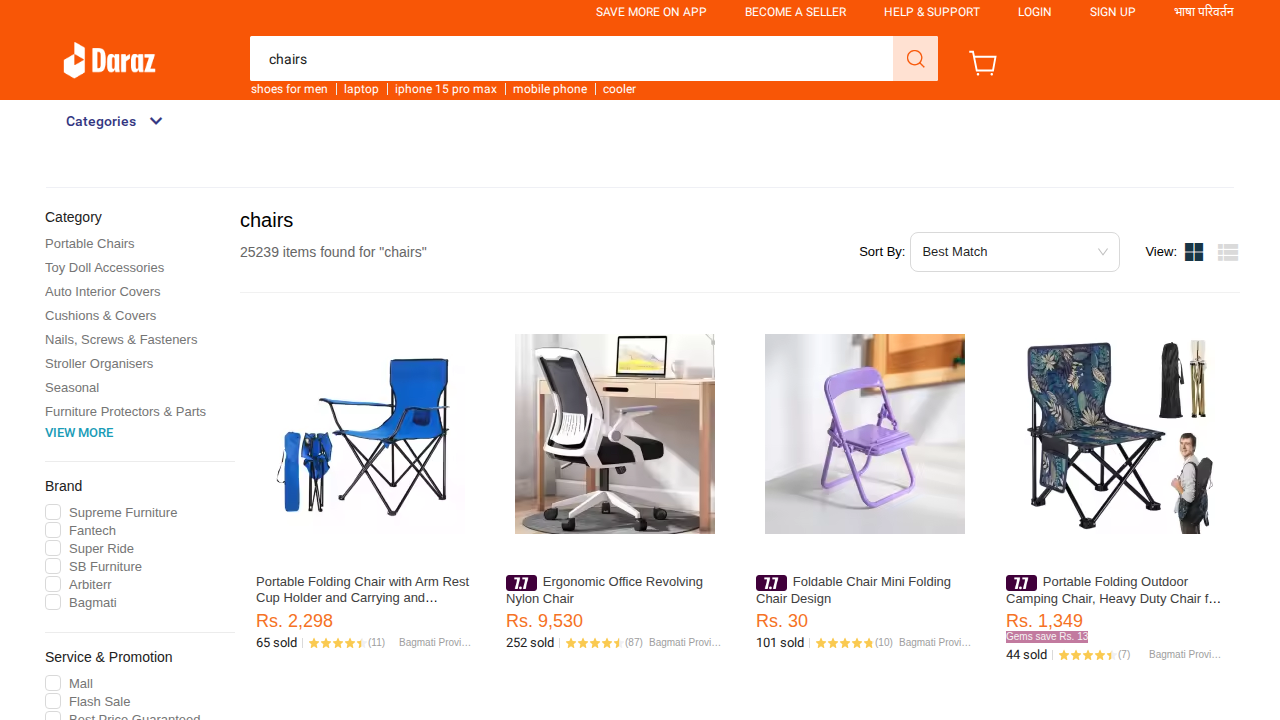 SAVE MORE ON APP
BECOME A SELLER
HELP & SUPPORT
LOGIN
SIGN UP
भाषा परिवर्तन
Daraz
chairs
shoes for men
laptop
iphone 15 pro max
mobile phone
cooler
Categories
Category
Portable Chairs
Toy Doll Accessories
Auto Interior Covers
Cushions & Covers
Nails, Screws & Fasteners
Stroller Organisers
Seasonal
Furniture Protectors & Parts
VIEW MORE
Brand
Supreme Furniture
Fantech
Super Ride
SB Furniture
Arbiterr
Bagmati
Service & Promotion
Mall
Flash Sale
Best Price Guaranteed
chairs
25239 items found for "chairs"
Sort By:
Best Match
View:
Portable Folding Chair with Arm Rest
Cup Holder and Carrying and…
Rs. 2,298
65 sold (11) Bagmati Provi…
7.7 Ergonomic Office Revolving
Nylon Chair
Rs. 9,530
252 sold (87) Bagmati Provi…
7.7 Foldable Chair Mini Folding
Chair Design
Rs. 30
101 sold (10) Bagmati Provi…
7.7 Portable Folding Outdoor
Camping Chair, Heavy Duty Chair f…
Rs. 1,349
Gems save Rs. 13
44 sold (7) Bagmati Provi…